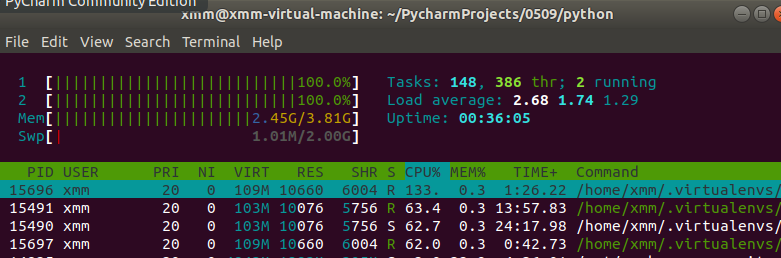 PyCharm Community Edition
xmm@xmm-virtual-machine: ~/PycharmProjects/0509/python
File Edit View Search Terminal Help
1 [||||||||||||||||||||||||||100.0%] Tasks: 148, 386 thr; 2 running
2 [||||||||||||||||||||||||||100.0%] Load average: 2.68 1.74 1.29
Mem[|||||||||||||||||||||2.45G/3.81G] Uptime: 00:36:05
Swp[| 1.01M/2.00G]
PID USER PRI NI VIRT RES SHR S CPU% MEM% TIME+ Command
15696 xmm 20 0 109M 10660 6004 R 133. 0.3 1:26.22 /home/xmm/.virtualenvs/
15491 xmm 20 0 103M 10076 5756 R 63.4 0.3 13:57.83 /home/xmm/.virtualenvs/
15490 xmm 20 0 103M 10076 5756 S 62.7 0.3 24:17.98 /home/xmm/.virtualenvs/
15697 xmm 20 0 109M 10660 6004 R 62.0 0.3 0:42.73 /home/xmm/.virtualenvs/